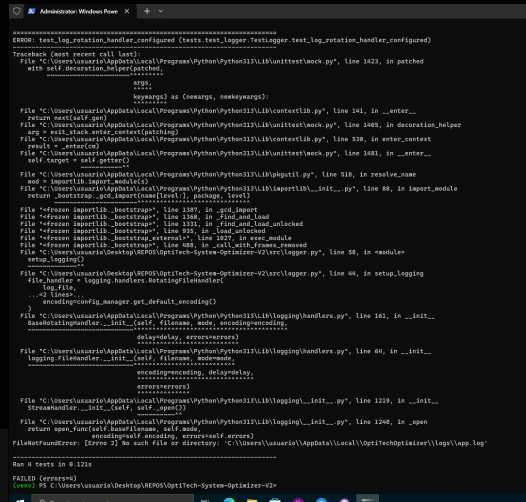 Administrator: Windows Powe
======================================================================
ERROR: test_log_rotation_handler_configured (tests.test_logger.TestLogger.test_log_rotation_handler_configured)
----------------------------------------------------------------------
Traceback (most recent call last):
  File "C:\Users\usuario\AppData\Local\Programs\Python\Python313\Lib\unittest\mock.py", line 1423, in patched
    with self.decoration_helper(patched,
         ~~~~~~~~~~~~~~~~~~~~~~^^^^^^^^^
                                args,
                                ^^^^^
                                keywargs) as (newargs, newkeywargs):
                                ^^^^^^^^^
  File "C:\Users\usuario\AppData\Local\Programs\Python\Python313\Lib\contextlib.py", line 141, in __enter__
    return next(self.gen)
  File "C:\Users\usuario\AppData\Local\Programs\Python\Python313\Lib\unittest\mock.py", line 1405, in decoration_helper
    arg = exit_stack.enter_context(patching)
  File "C:\Users\usuario\AppData\Local\Programs\Python\Python313\Lib\contextlib.py", line 530, in enter_context
    result = _enter(cm)
  File "C:\Users\usuario\AppData\Local\Programs\Python\Python313\Lib\unittest\mock.py", line 1481, in __enter__
    self.target = self.getter()
                  ~~~~~~~~~~~^^
  File "C:\Users\usuario\AppData\Local\Programs\Python\Python313\Lib\pkgutil.py", line 518, in resolve_name
    mod = importlib.import_module(s)
  File "C:\Users\usuario\AppData\Local\Programs\Python\Python313\Lib\importlib\__init__.py", line 88, in import_module
    return _bootstrap._gcd_import(name[level:], package, level)
           ~~~~~~~~~~~~~~~~~~~~~~^^^^^^^^^^^^^^^^^^^^^^^^^^^^^^
  File "<frozen importlib._bootstrap>", line 1387, in _gcd_import
  File "<frozen importlib._bootstrap>", line 1360, in _find_and_load
  File "<frozen importlib._bootstrap>", line 1331, in _find_and_load_unlocked
  File "<frozen importlib._bootstrap>", line 935, in _load_unlocked
  File "<frozen importlib._bootstrap_external>", line 1027, in exec_module
  File "<frozen importlib._bootstrap>", line 488, in _call_with_frames_removed
  File "C:\Users\usuario\Desktop\REPOS\OptiTech-System-Optimizer-V2\src\logger.py", line 58, in <module>
    setup_logging()
    ~~~~~~~~~~~~~^^
  File "C:\Users\usuario\Desktop\REPOS\OptiTech-System-Optimizer-V2\src\logger.py", line 44, in setup_logging
    file_handler = logging.handlers.RotatingFileHandler(
        log_file,
    ...<2 lines>...
        encoding=config_manager.get_default_encoding()
    )
  File "C:\Users\usuario\AppData\Local\Programs\Python\Python313\Lib\logging\handlers.py", line 161, in __init__
    BaseRotatingHandler.__init__(self, filename, mode, encoding=encoding,
    ~~~~~~~~~~~~~~~~~~~~~~~~~~~~^^^^^^^^^^^^^^^^^^^^^^^^^^^^^^^^^^^^^^^^^
                                 delay=delay, errors=errors)
                                 ^^^^^^^^^^^^^^^^^^^^^^^^^^^
  File "C:\Users\usuario\AppData\Local\Programs\Python\Python313\Lib\logging\handlers.py", line 64, in __init__
    logging.FileHandler.__init__(self, filename, mode=mode,
    ~~~~~~~~~~~~~~~~~~~~~~~~~~~~^^^^^^^^^^^^^^^^^^^^^^^^^^^
                                 encoding=encoding, delay=delay,
                                 ^^^^^^^^^^^^^^^^^^^^^^^^^^^^^^^
                                 errors=errors)
                                 ^^^^^^^^^^^^^^
  File "C:\Users\usuario\AppData\Local\Programs\Python\Python313\Lib\logging\__init__.py", line 1219, in __init__
    StreamHandler.__init__(self, self._open())
                                 ~~~~~~~~~~^^
  File "C:\Users\usuario\AppData\Local\Programs\Python\Python313\Lib\logging\__init__.py", line 1248, in _open
    return open_func(self.baseFilename, self.mode,
                     encoding=self.encoding, errors=self.errors)
FileNotFoundError: [Errno 2] No such file or directory: 'C:\\Users\\usuario\\AppData\\Local\\OptiTechOptimizer\\logs\\app.log'
----------------------------------------------------------------------
Ran 4 tests in 0.121s
FAILED (errors=4)
(venv) PS C:\Users\usuario\Desktop\REPOS\OptiTech-System-Optimizer-V2>